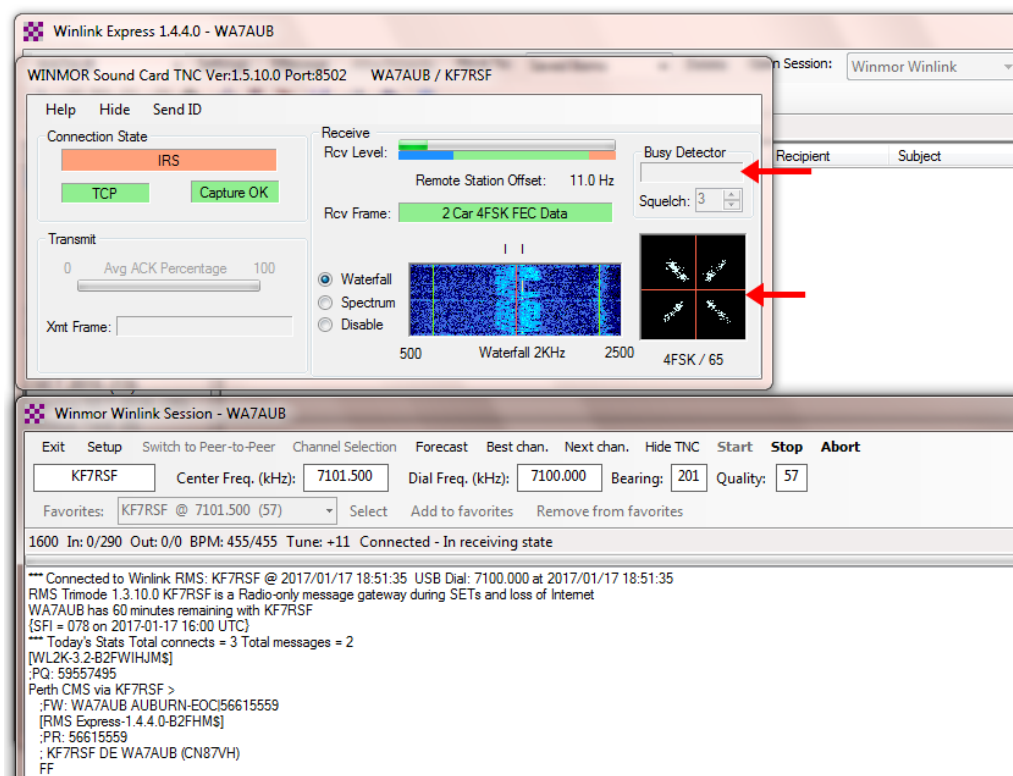 Winlink Express 1.4.4.0 - WA7AUB
n Session: Winmor Winlink
WINMOR Sound Card TNC Ver:1.5.10.0 Port:8502 WA7AUB / KF7RSF
Help Hide Send ID
Connection State
IRS
TCP Capture OK
Transmit
0 Avg ACK Percentage 100
Xmt Frame:
Receive
Rcv Level:
Remote Station Offset: 11.0 Hz
Rcv Frame: 2 Car 4FSK FEC Data
Waterfall
Spectrum
Disable
500 Waterfall 2KHz 2500
Busy Detector
Squelch: 3
4FSK / 65
Recipient Subject
Winmor Winlink Session - WA7AUB
Exit Setup Switch to Peer-to-Peer Channel Selection Forecast Best chan. Next chan. Hide TNC Start Stop Abort
KF7RSF Center Freq. (kHz): 7101.500 Dial Freq. (kHz): 7100.000 Bearing: 201 Quality: 57
Favorites: KF7RSF @ 7101.500 (57) Select Add to favorites Remove from favorites
1600 In: 0/290 Out: 0/0 BPM: 455/455 Tune: +11 Connected - In receiving state
*** Connected to Winlink RMS: KF7RSF @ 2017/01/17 18:51:35 USB Dial: 7100.000 at 2017/01/17 18:51:35
RMS Trimode 1.3.10.0 KF7RSF is a Radio-only message gateway during SETs and loss of Internet
WA7AUB has 60 minutes remaining with KF7RSF
{SFI = 078 on 2017-01-17 16:00 UTC}
*** Today's Stats Total connects = 3 Total messages = 2
[WL2K-3.2-B2FWIHJM$]
;PQ: 59557495
Perth CMS via KF7RSF >
;FW: WA7AUB AUBURN-EOC|56615559
[RMS Express-1.4.4.0-B2FHM$]
;PR: 56615559
; KF7RSF DE WA7AUB (CN87VH)
FF